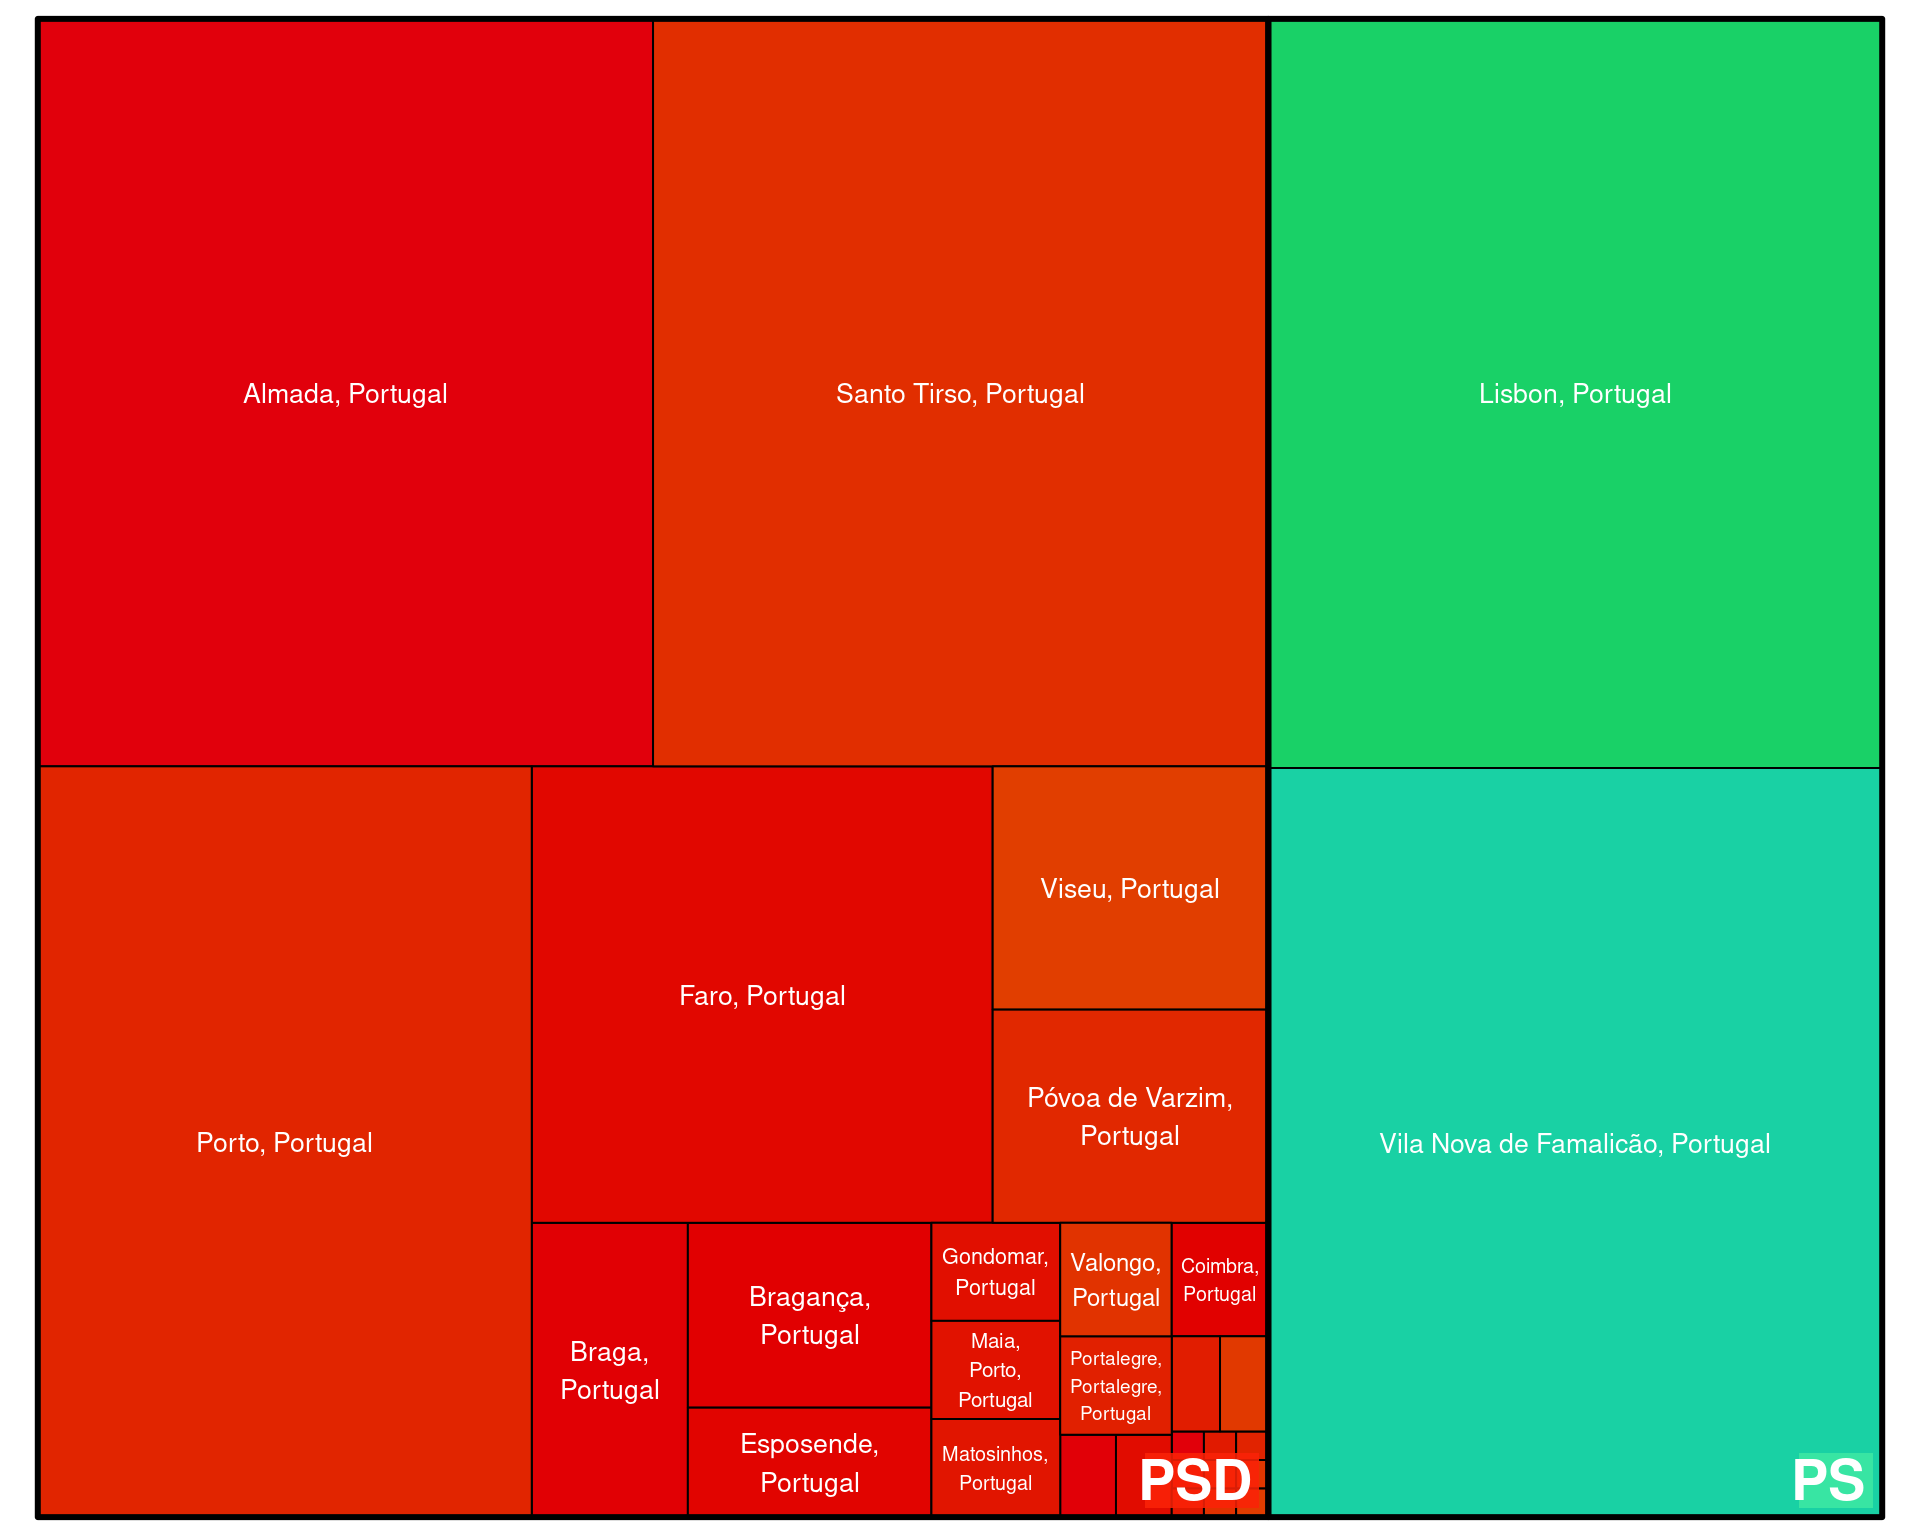 Almada, Portugal
Santo Tirso, Portugal
Lisbon, Portugal
Porto, Portugal
Faro, Portugal
Viseu, Portugal
Póvoa de Varzim,
Portugal
Vila Nova de Famalicão, Portugal
Braga,
Portugal
Bragança,
Portugal
Esposende,
Portugal
Gondomar,
Portugal
Maia,
Porto,
Portugal
Matosinhos,
Portugal
Valongo,
Portugal
Portalegre,
Portalegre,
Portugal
Coimbra,
Portugal
PSD
PS